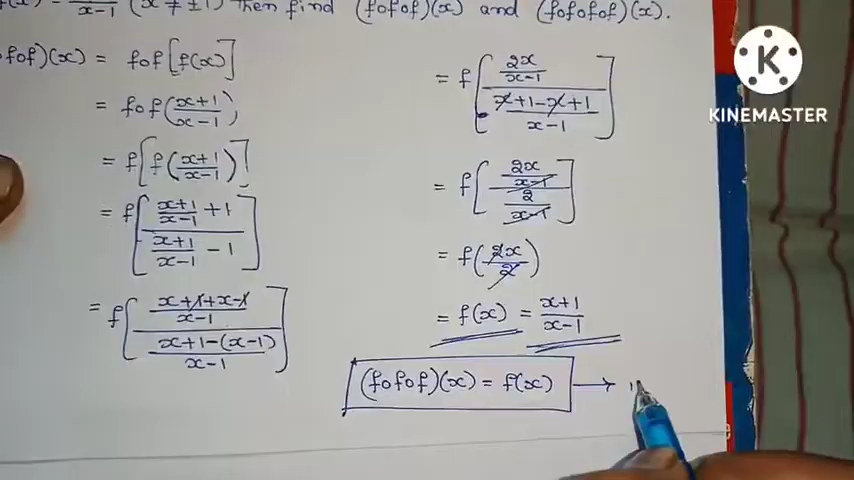 f(x) = x+1/x-1 (x ≠ ±1) then find (fofof)(x) and (fofofof)(x).
fof)(x) = fof[f(x)]
= fof(x+1/x-1)
= f[f(x+1/x-1)]
= f[(x+1/x-1 + 1)/(x+1/x-1 - 1)]
= f[(x+1+x-1/x-1)/(x+1-(x-1)/x-1)]
= f[(2x/x-1)/(x+1-x+1/x-1)]
= f[(2x/x-1)/(2/x-1)]
= f(2x/2)
= f(x) = x+1/x-1
(fofof)(x) = f(x) →
K
KINEMASTER